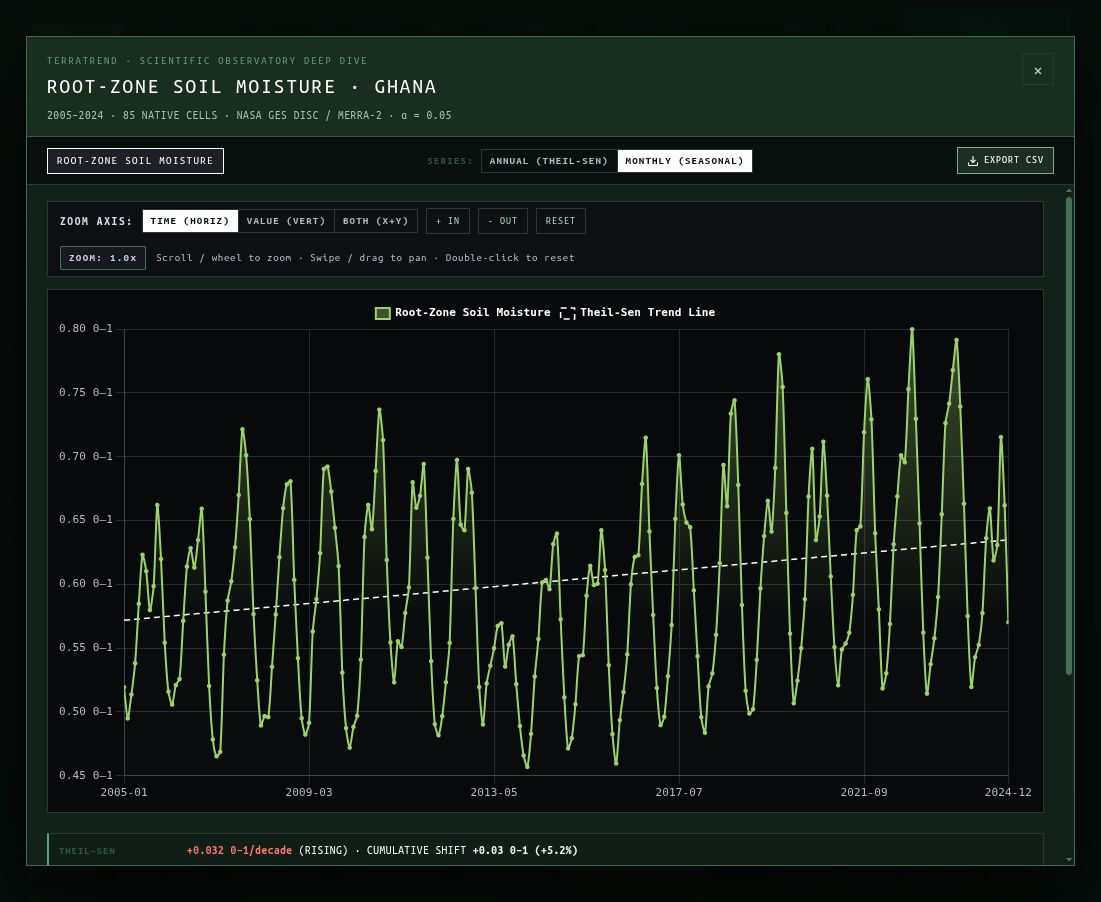 TERRATREND · SCIENTIFIC OBSERVATORY DEEP DIVE
ROOT-ZONE SOIL MOISTURE · GHANA
2005–2024 · 85 NATIVE CELLS · NASA GES DISC / MERRA-2 · α = 0.05
×
ROOT-ZONE SOIL MOISTURE
SERIES: ANNUAL (THEIL-SEN) MONTHLY (SEASONAL)
EXPORT CSV
ZOOM AXIS: TIME (HORIZ) VALUE (VERT) BOTH (X+Y) + IN - OUT RESET
ZOOM: 1.0x Scroll / wheel to zoom · Swipe / drag to pan · Double-click to reset
Root-Zone Soil Moisture Theil-Sen Trend Line
0.80 0–1
0.75 0–1
0.70 0–1
0.65 0–1
0.60 0–1
0.55 0–1
0.50 0–1
0.45 0–1
2005-01 2009-03 2013-05 2017-07 2021-09 2024-12
THEIL-SEN +0.032 0–1/decade (RISING) · CUMULATIVE SHIFT +0.03 0–1 (+5.2%)